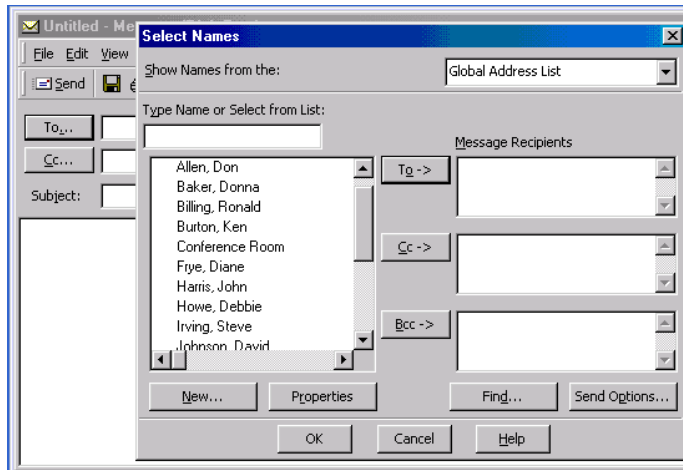 Untitled - Me
Select Names
File Edit View
Show Names from the:
Global Address List
Send
Type Name or Select from List:
To...
Message Recipients
Cc...
Allen, Don
To ->
Baker, Donna
Subject:
Billing, Ronald
Burton, Ken
Conference Room
Cc ->
Frye, Diane
Harris, John
Howe, Debbie
Irving, Steve
Bcc ->
Johnson, David
New...
Properties
Find...
Send Options...
OK
Cancel
Help